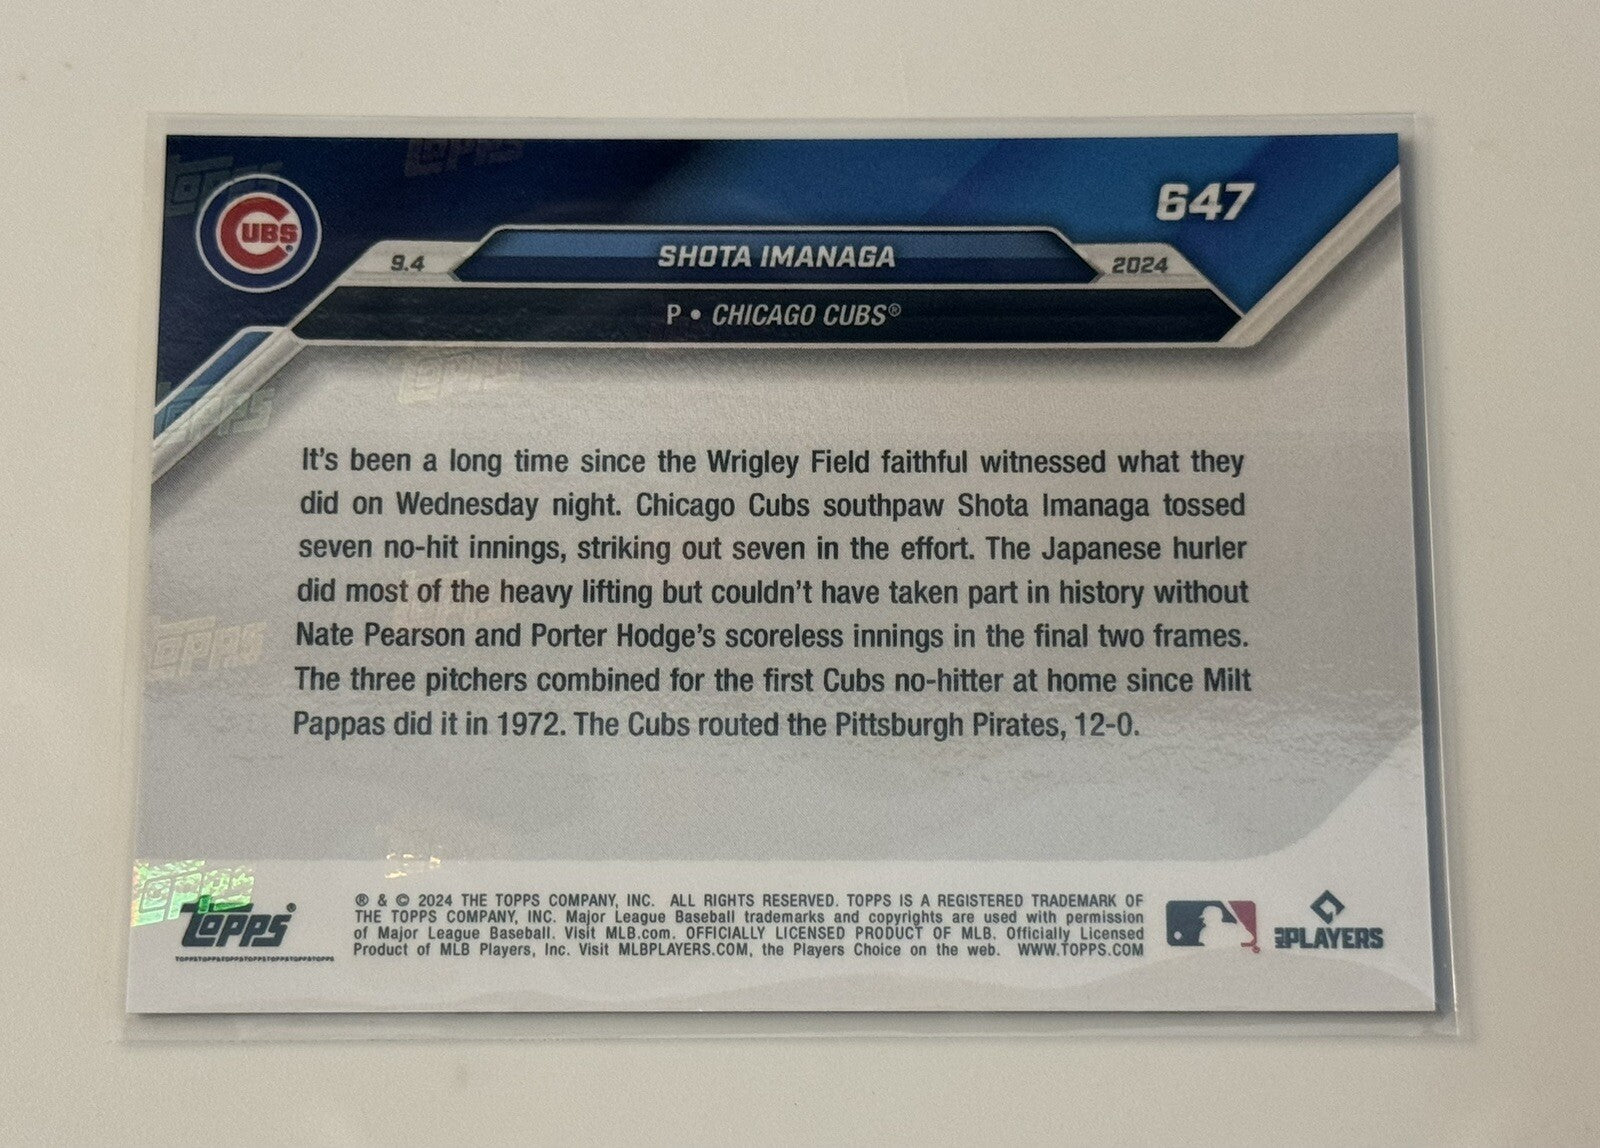 CUBS
647
9.4 SHOTA IMANAGA 2024
P • CHICAGO CUBS®
It's been a long time since the Wrigley Field faithful witnessed what they
did on Wednesday night. Chicago Cubs southpaw Shota Imanaga tossed
seven no-hit innings, striking out seven in the effort. The Japanese hurler
did most of the heavy lifting but couldn't have taken part in history without
Nate Pearson and Porter Hodge's scoreless innings in the final two frames.
The three pitchers combined for the first Cubs no-hitter at home since Milt
Pappas did it in 1972. The Cubs routed the Pittsburgh Pirates, 12-0.
TOPPS®
TOPPSTOPPSTOPPSTOPPSTOPPSTOPPSTOPPS
® & © 2024 THE TOPPS COMPANY, INC. ALL RIGHTS RESERVED. TOPPS IS A REGISTERED TRADEMARK OF
THE TOPPS COMPANY, INC. Major League Baseball trademarks and copyrights are used with permission
of Major League Baseball. Visit MLB.com. OFFICIALLY LICENSED PRODUCT OF MLB. Officially Licensed
Product of MLB Players, Inc. Visit MLBPLAYERS.COM, the Players Choice on the web. WWW.TOPPS.COM
PLAYERS